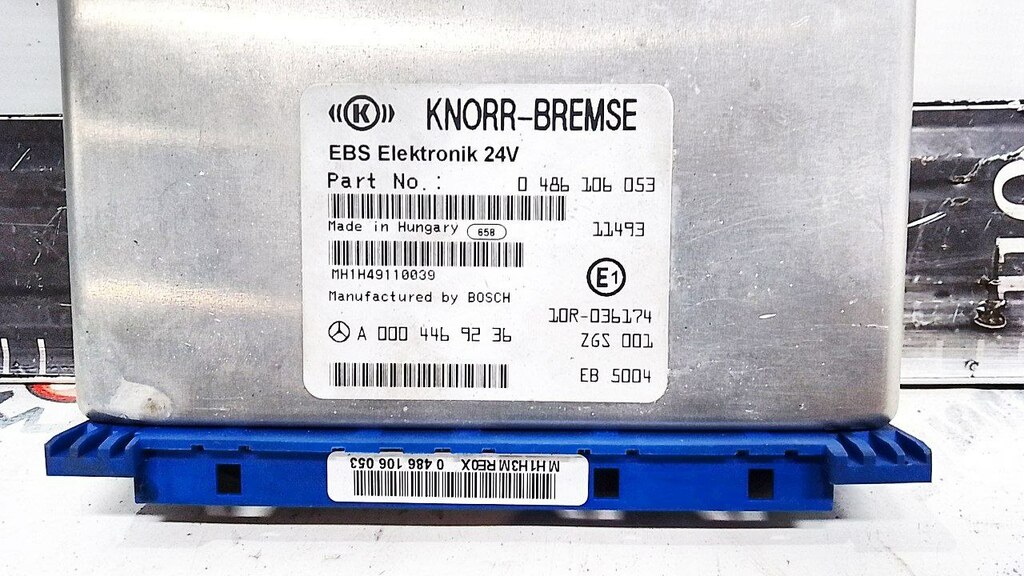 K KNORR-BREMSE
EBS Elektronik 24V
Part No.: 0 486 106 053
Made in Hungary 658 11493
MH1H49110039
E1
Manufactured by BOSCH
10R-036174
A 000 446 92 36
ZGS 001
EB 5004
MH1H3MREDX 0 486 106 053